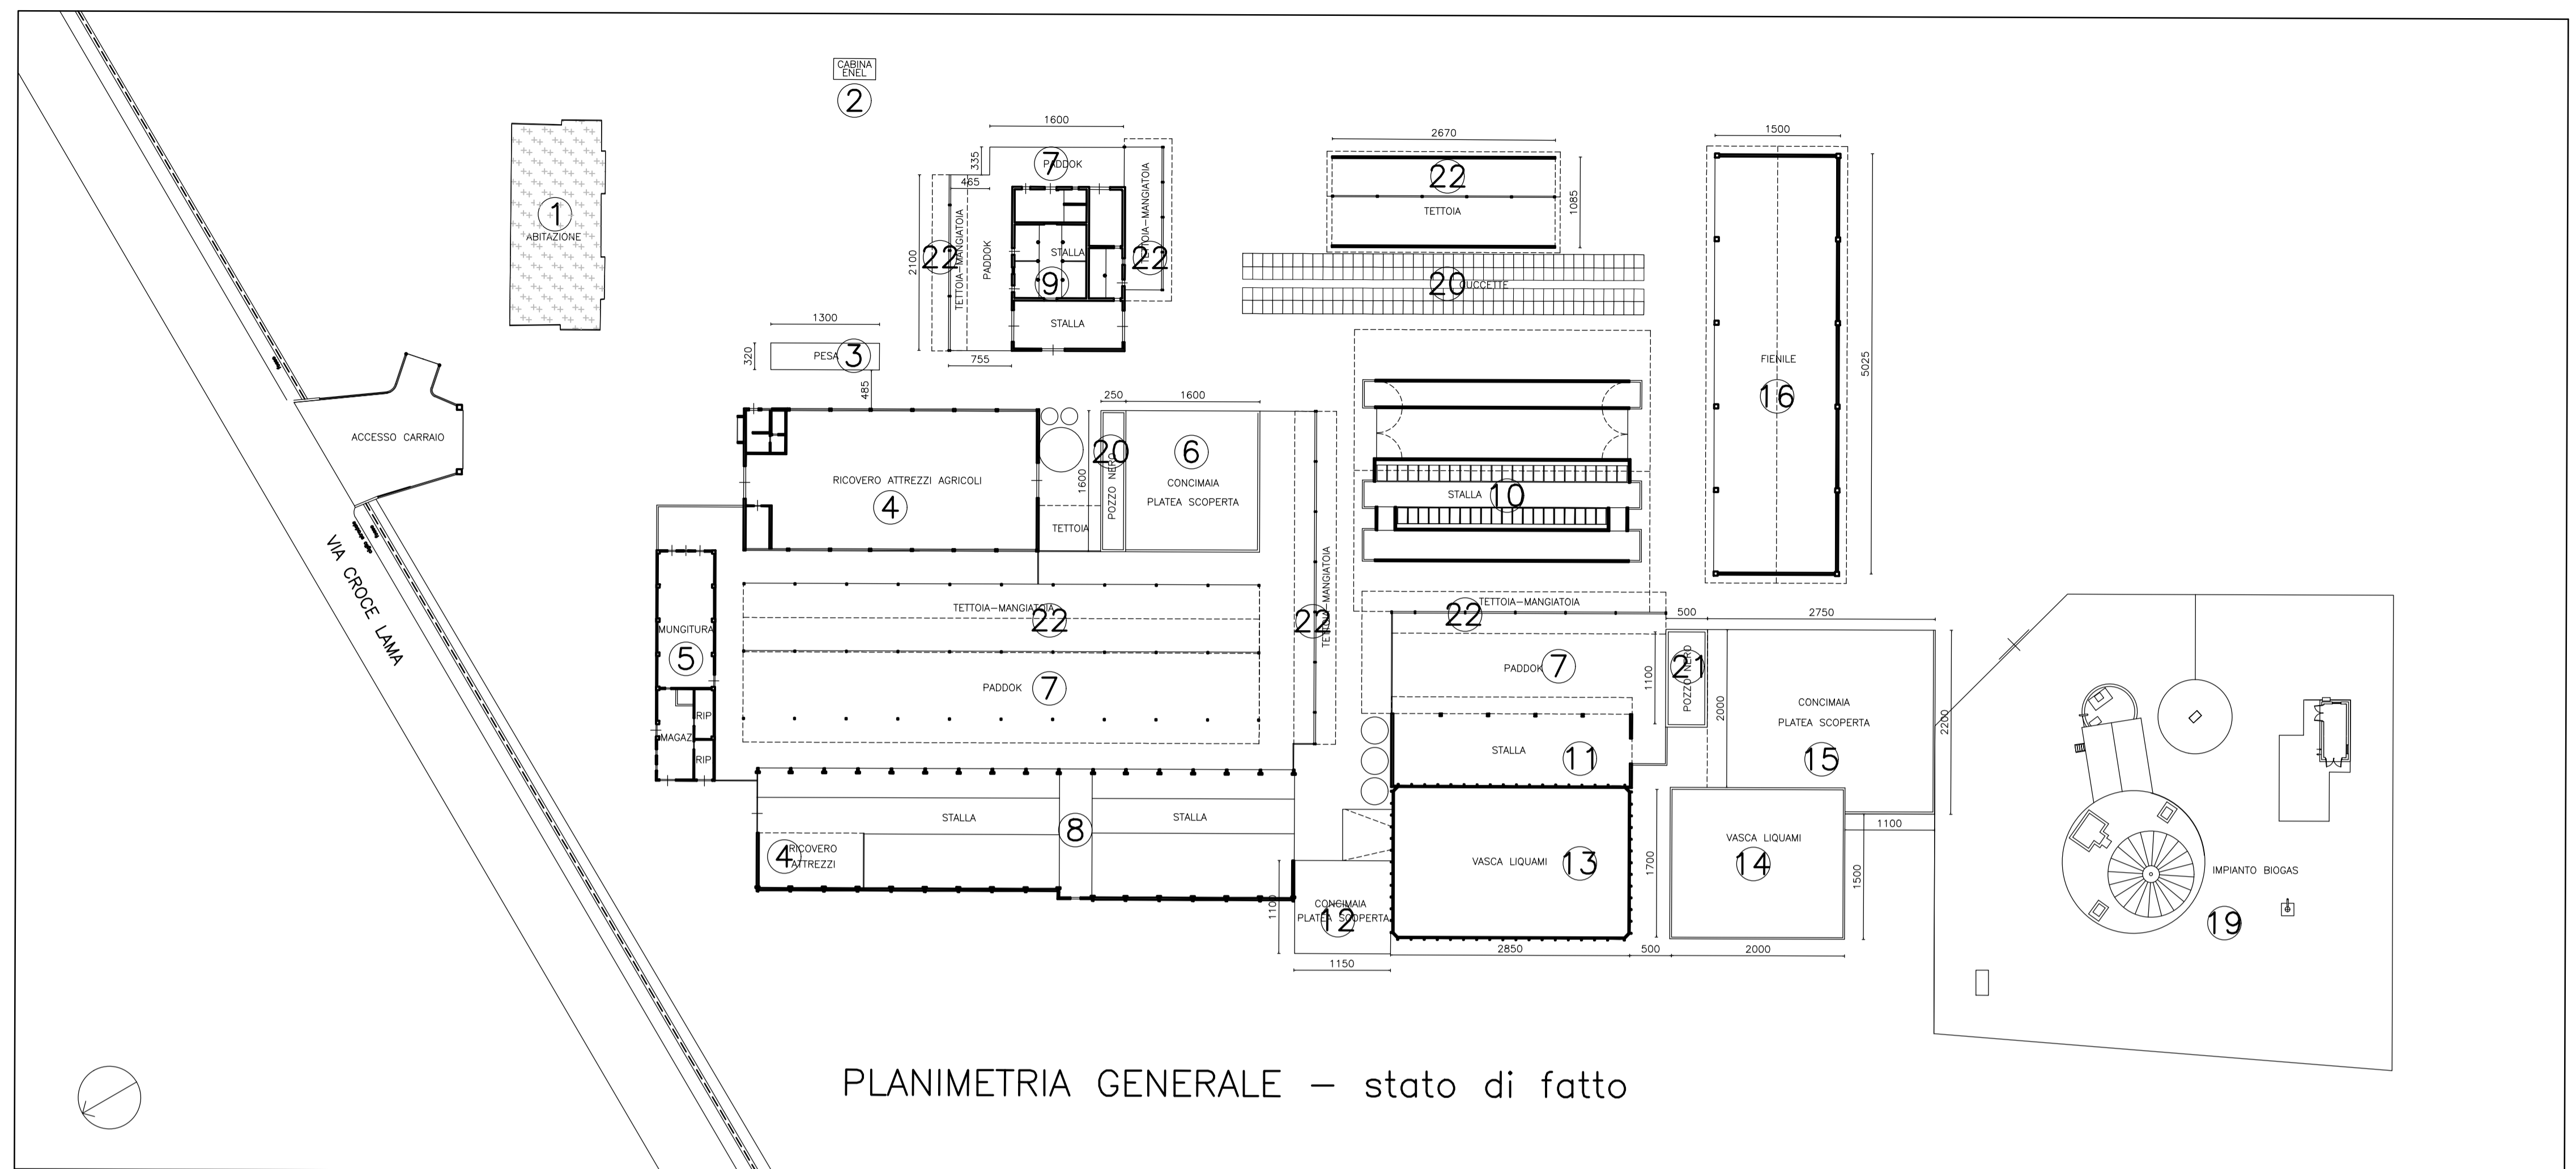 CABINA
ENEL
2
1
ABITAZIONE
1600
335
PADDOK
7
465
2100
22
TETTOIA-MANGIATOIA
PADDOK
STALLA
9
STALLA
TETTOIA-MANGIATOIA
22
755
2670
22
TETTOIA
1085
20
CUCCETTE
1500
FIENILE
16
5025
1300
320
PESA
3
485
ACCESSO CARRAIO
VIA CROCE LAMA
RICOVERO ATTREZZI AGRICOLI
4
TETTOIA
1600
250
1600
20
POZZO NERO
6
CONCIMAIA
PLATEA SCOPERTA
STALLA
10
MUNGITURA
5
RIP
MAGAZ
RIP
TETTOIA-MANGIATOIA
22
PADDOK
7
22
TETTOIA-MANGIATOIA
TETTOIA-MANGIATOIA
22
PADDOK
7
500
2750
1100
21
POZZO NERO
2000
CONCIMAIA
PLATEA SCOPERTA
15
2200
STALLA
11
STALLA
8
STALLA
4
RICOVERO
ATTREZZI
1100
CONCIMAIA
PLATEA SCOPERTA
12
1150
VASCA LIQUAMI
13
1700
2850
500
VASCA LIQUAMI
14
2000
1100
1500
IMPIANTO BIOGAS
19
PLANIMETRIA GENERALE – stato di fatto